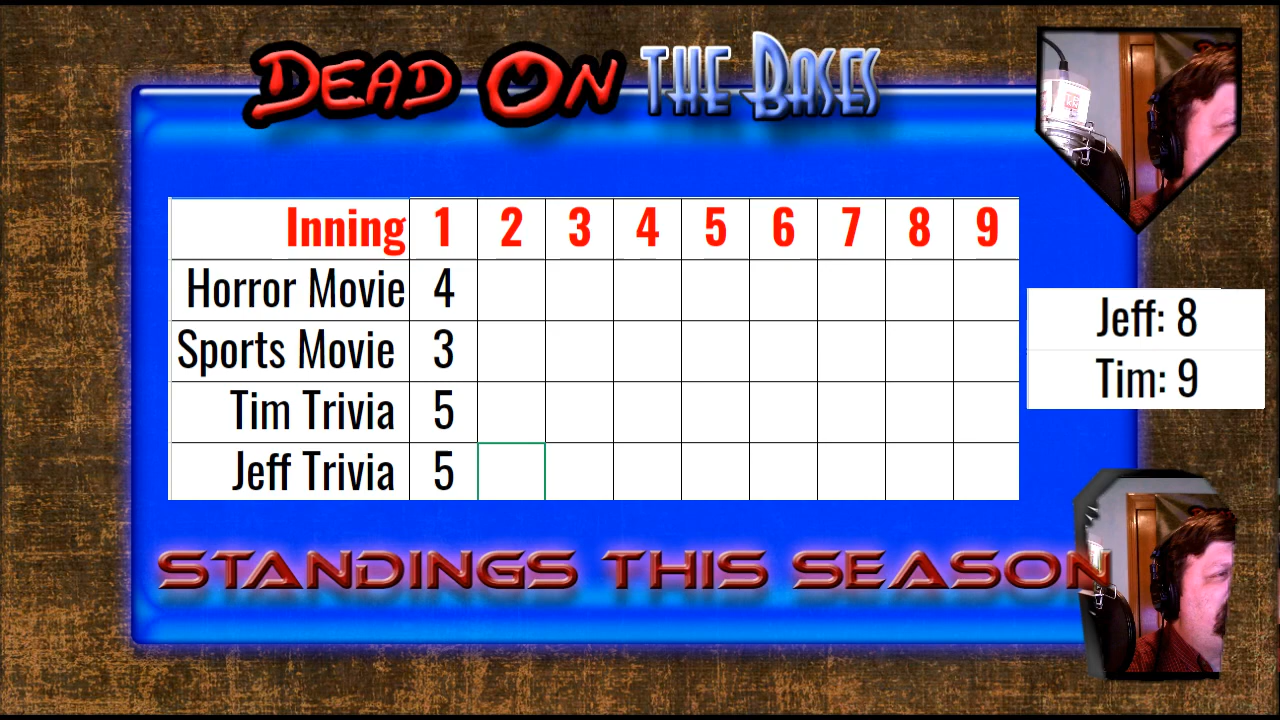 DEAD ON THE BASES
Inning 1 2 3 4 5 6 7 8 9
Horror Movie 4
Sports Movie 3
Tim Trivia 5
Jeff Trivia 5
Jeff: 8
Tim: 9
STANDINGS THIS SEASON